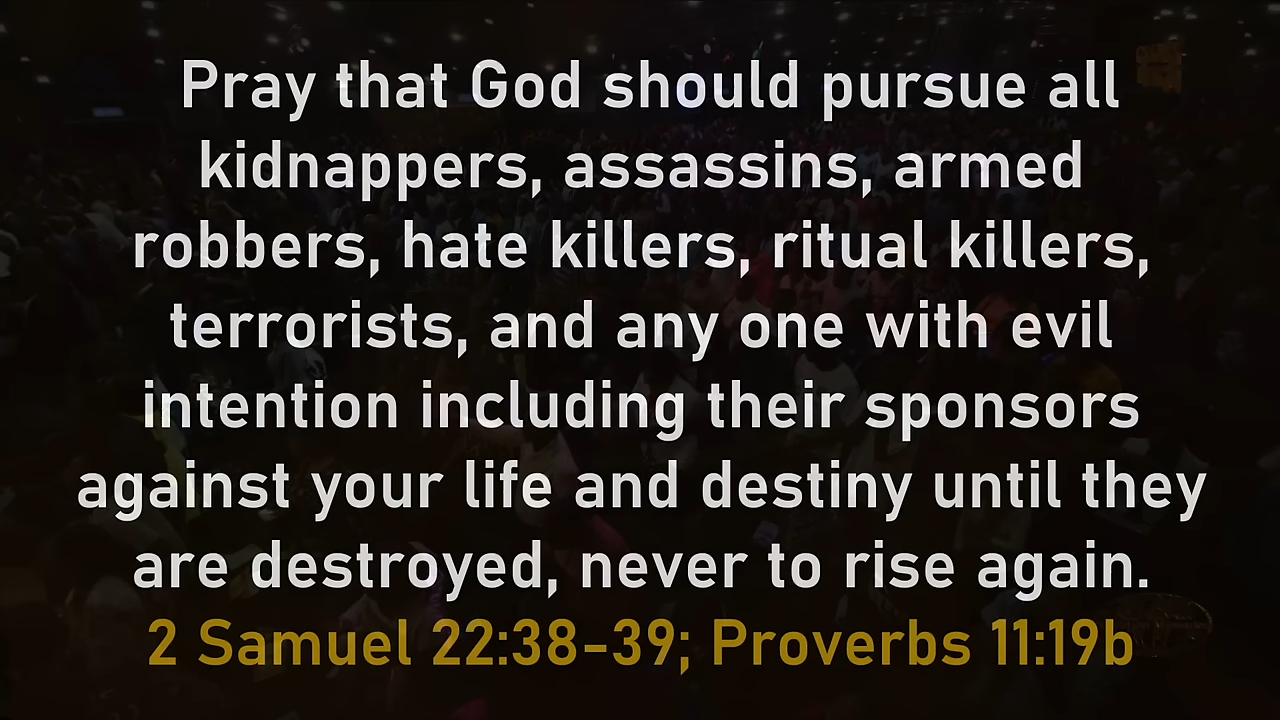 Pray that God should pursue all
kidnappers, assassins, armed
robbers, hate killers, ritual killers,
terrorists, and any one with evil
intention including their sponsors
against your life and destiny until they
are destroyed, never to rise again.
2 Samuel 22:38-39; Proverbs 11:19b